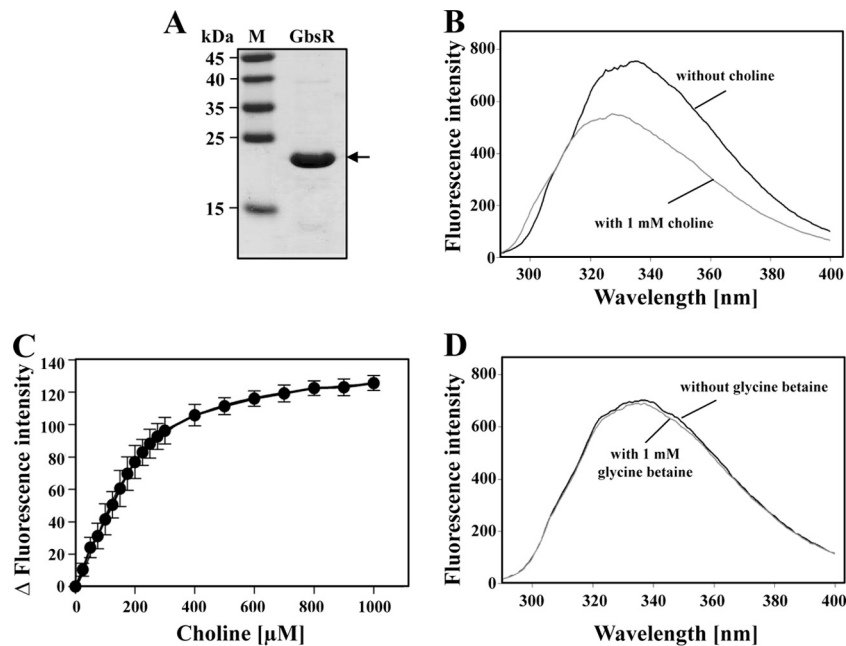 A
kDa M GbsR
45
40
35
25
15
B
Fluorescence intensity
800
600
400
200
0
without choline
with 1 mM choline
300 320 340 360 380 400
Wavelength [nm]
C
Δ Fluorescence intensity
140
120
100
80
60
40
20
0
0 200 400 600 800 1000
Choline [µM]
D
Fluorescence intensity
800
600
400
200
0
without glycine betaine
with 1 mM
glycine betaine
300 320 340 360 380 400
Wavelength [nm]